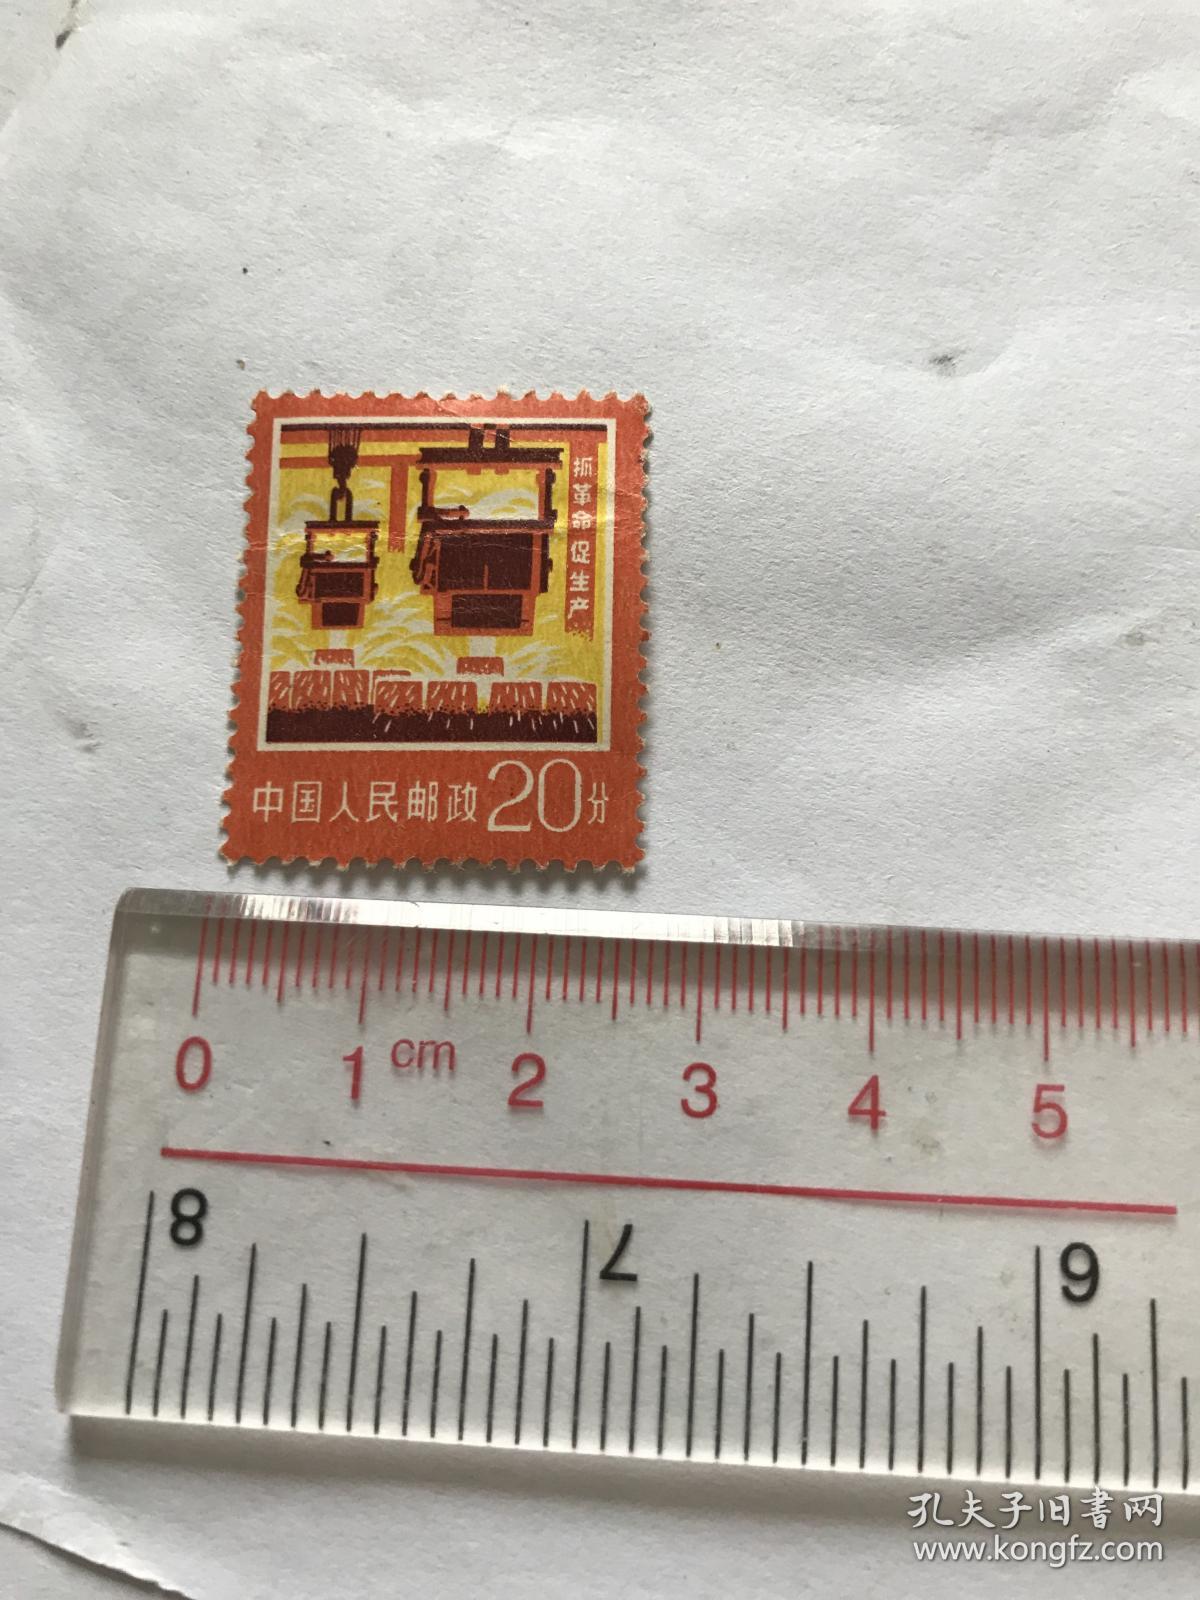 抓革命促生产
中国人民邮政20分
0 1 cm 2 3 4 5
8 7 6
孔夫子旧書网
www.kongfz.com